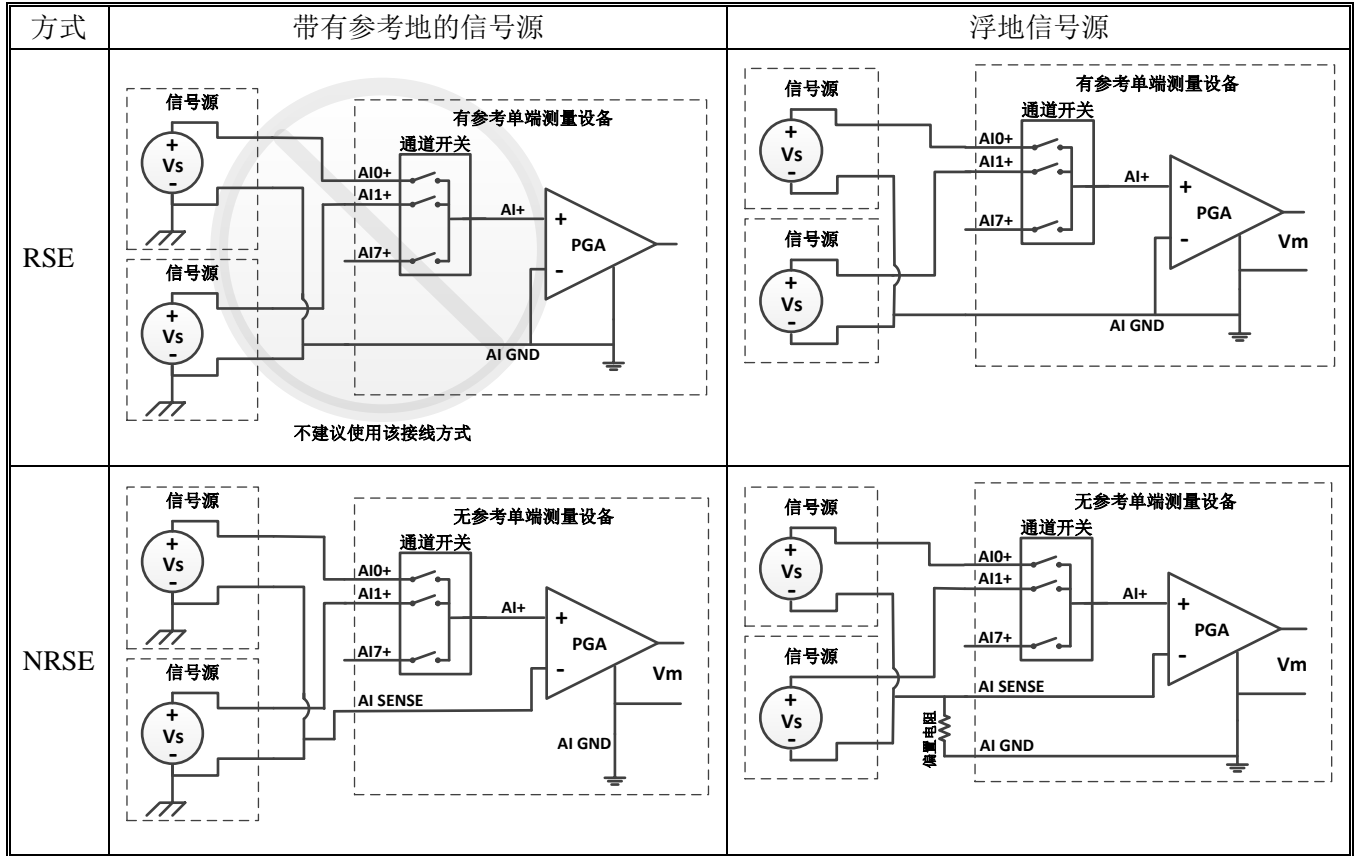 方式
带有参考地的信号源
浮地信号源
RSE
信号源
+
Vs
-
信号源
+
Vs
-
有参考单端测量设备
通道开关
AI0+
AI1+
AI7+
AI+
+
PGA
-
AI GND
不建议使用该接线方式
信号源
+
Vs
-
信号源
+
Vs
-
有参考单端测量设备
通道开关
AI0+
AI1+
AI7+
AI+
+
PGA
-
Vm
AI GND
NRSE
信号源
+
Vs
-
信号源
+
Vs
-
无参考单端测量设备
通道开关
AI0+
AI1+
AI7+
AI+
+
PGA
-
Vm
AI SENSE
AI GND
信号源
+
Vs
-
信号源
+
Vs
-
无参考单端测量设备
通道开关
AI0+
AI1+
AI7+
AI+
+
PGA
-
Vm
AI SENSE
偏置电阻
AI GND